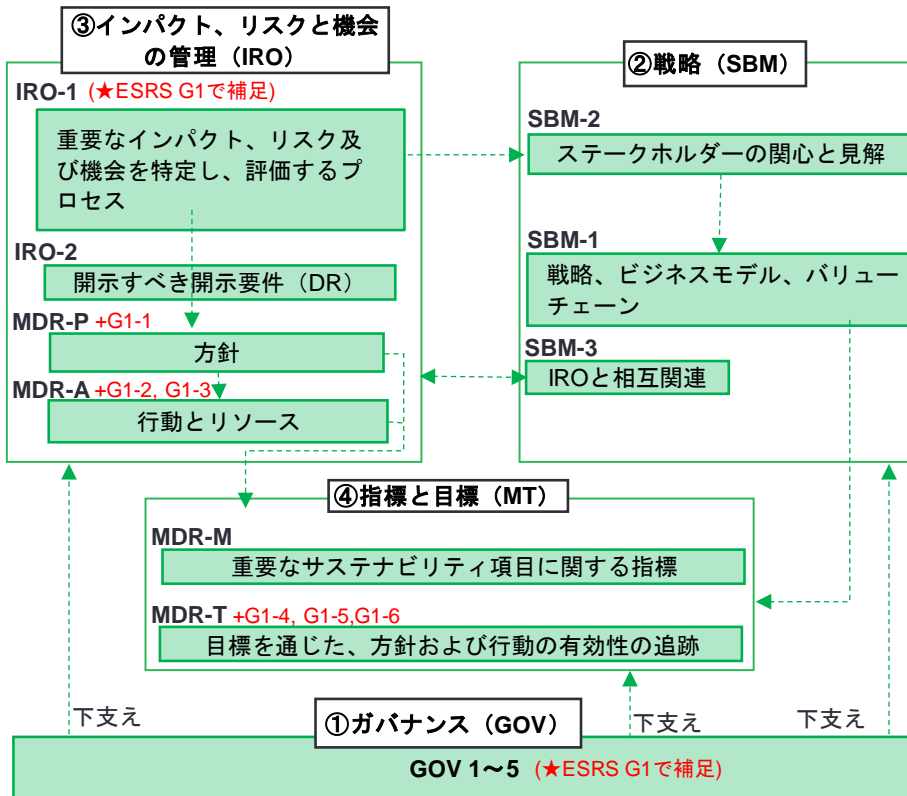 ③インパクト、リスクと機会
の管理（IRO）
IRO-1 (★ESRS G1で補足)
重要なインパクト、リスク及
び機会を特定し、評価するプ
ロセス
IRO-2
開示すべき開示要件（DR）
MDR-P +G1-1
方針
MDR-A +G1-2, G1-3
行動とリソース
②戦略（SBM）
SBM-2
ステークホルダーの関心と見解
SBM-1
戦略、ビジネスモデル、バリュー
チェーン
SBM-3
IROと相互関連
④指標と目標（MT）
MDR-M
重要なサステナビリティ項目に関する指標
MDR-T +G1-4, G1-5,G1-6
目標を通じた、方針および行動の有効性の追跡
下支え
下支え
下支え
①ガバナンス（GOV）
GOV 1～5 (★ESRS G1で補足)